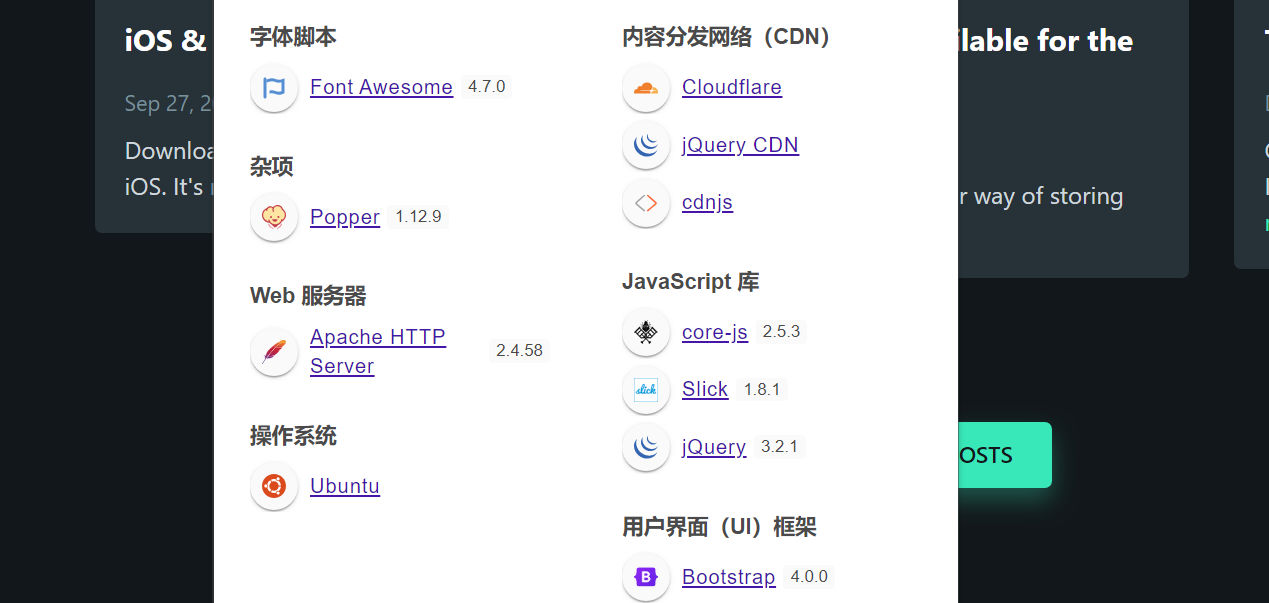 iOS &
Sep 27, 2
Downloa
iOS. It's
字体脚本
Font Awesome 4.7.0
杂项
Popper 1.12.9
Web 服务器
Apache HTTP
Server
2.4.58
操作系统
Ubuntu
内容分发网络（CDN）
Cloudflare
jQuery CDN
cdnjs
JavaScript 库
core-js 2.5.3
slick
Slick 1.8.1
jQuery 3.2.1
用户界面（UI）框架
B
Bootstrap 4.0.0
ilable for the
r way of storing
OSTS